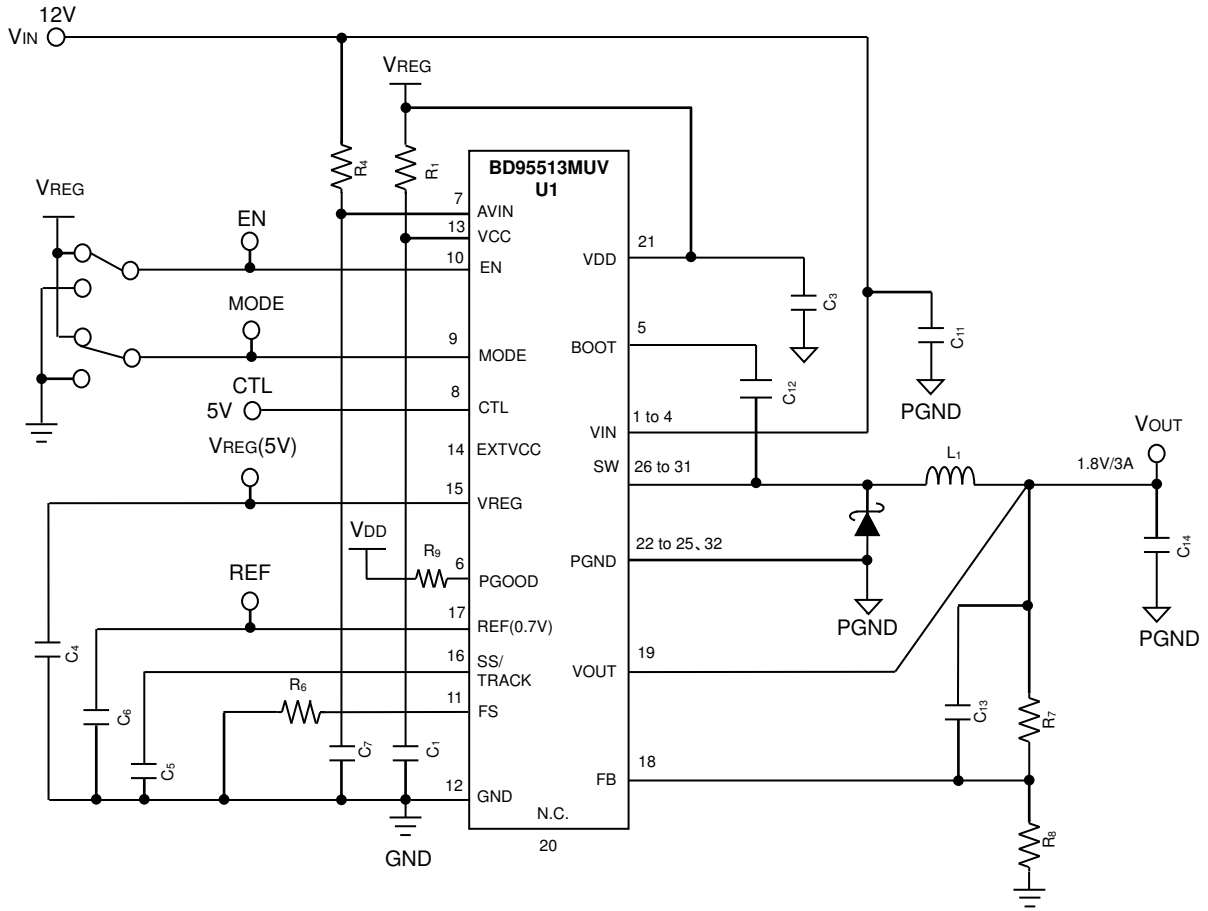 12V
VIN
VREG
R4
R1
BD95513MUV
U1
VREG
7
AVIN
EN
13
VCC
21
10
EN
VDD
C3
MODE
5
C11
9
MODE
BOOT
C12
CTL
8
PGND
5V
CTL
1 to 4
VIN
VREG(5V)
14
EXTVCC
VOUT
SW
26 to 31
L1
1.8V/3A
15
VREG
VDD
22 to 25、32
C14
R9
6
PGOOD
PGND
REF
17
REF(0.7V)
PGND
PGND
C4
16
SS/
TRACK
19
VOUT
R6
11
FS
C6
C13
R7
C5
C7
C1
18
FB
12
GND
N.C.
R8
20
GND